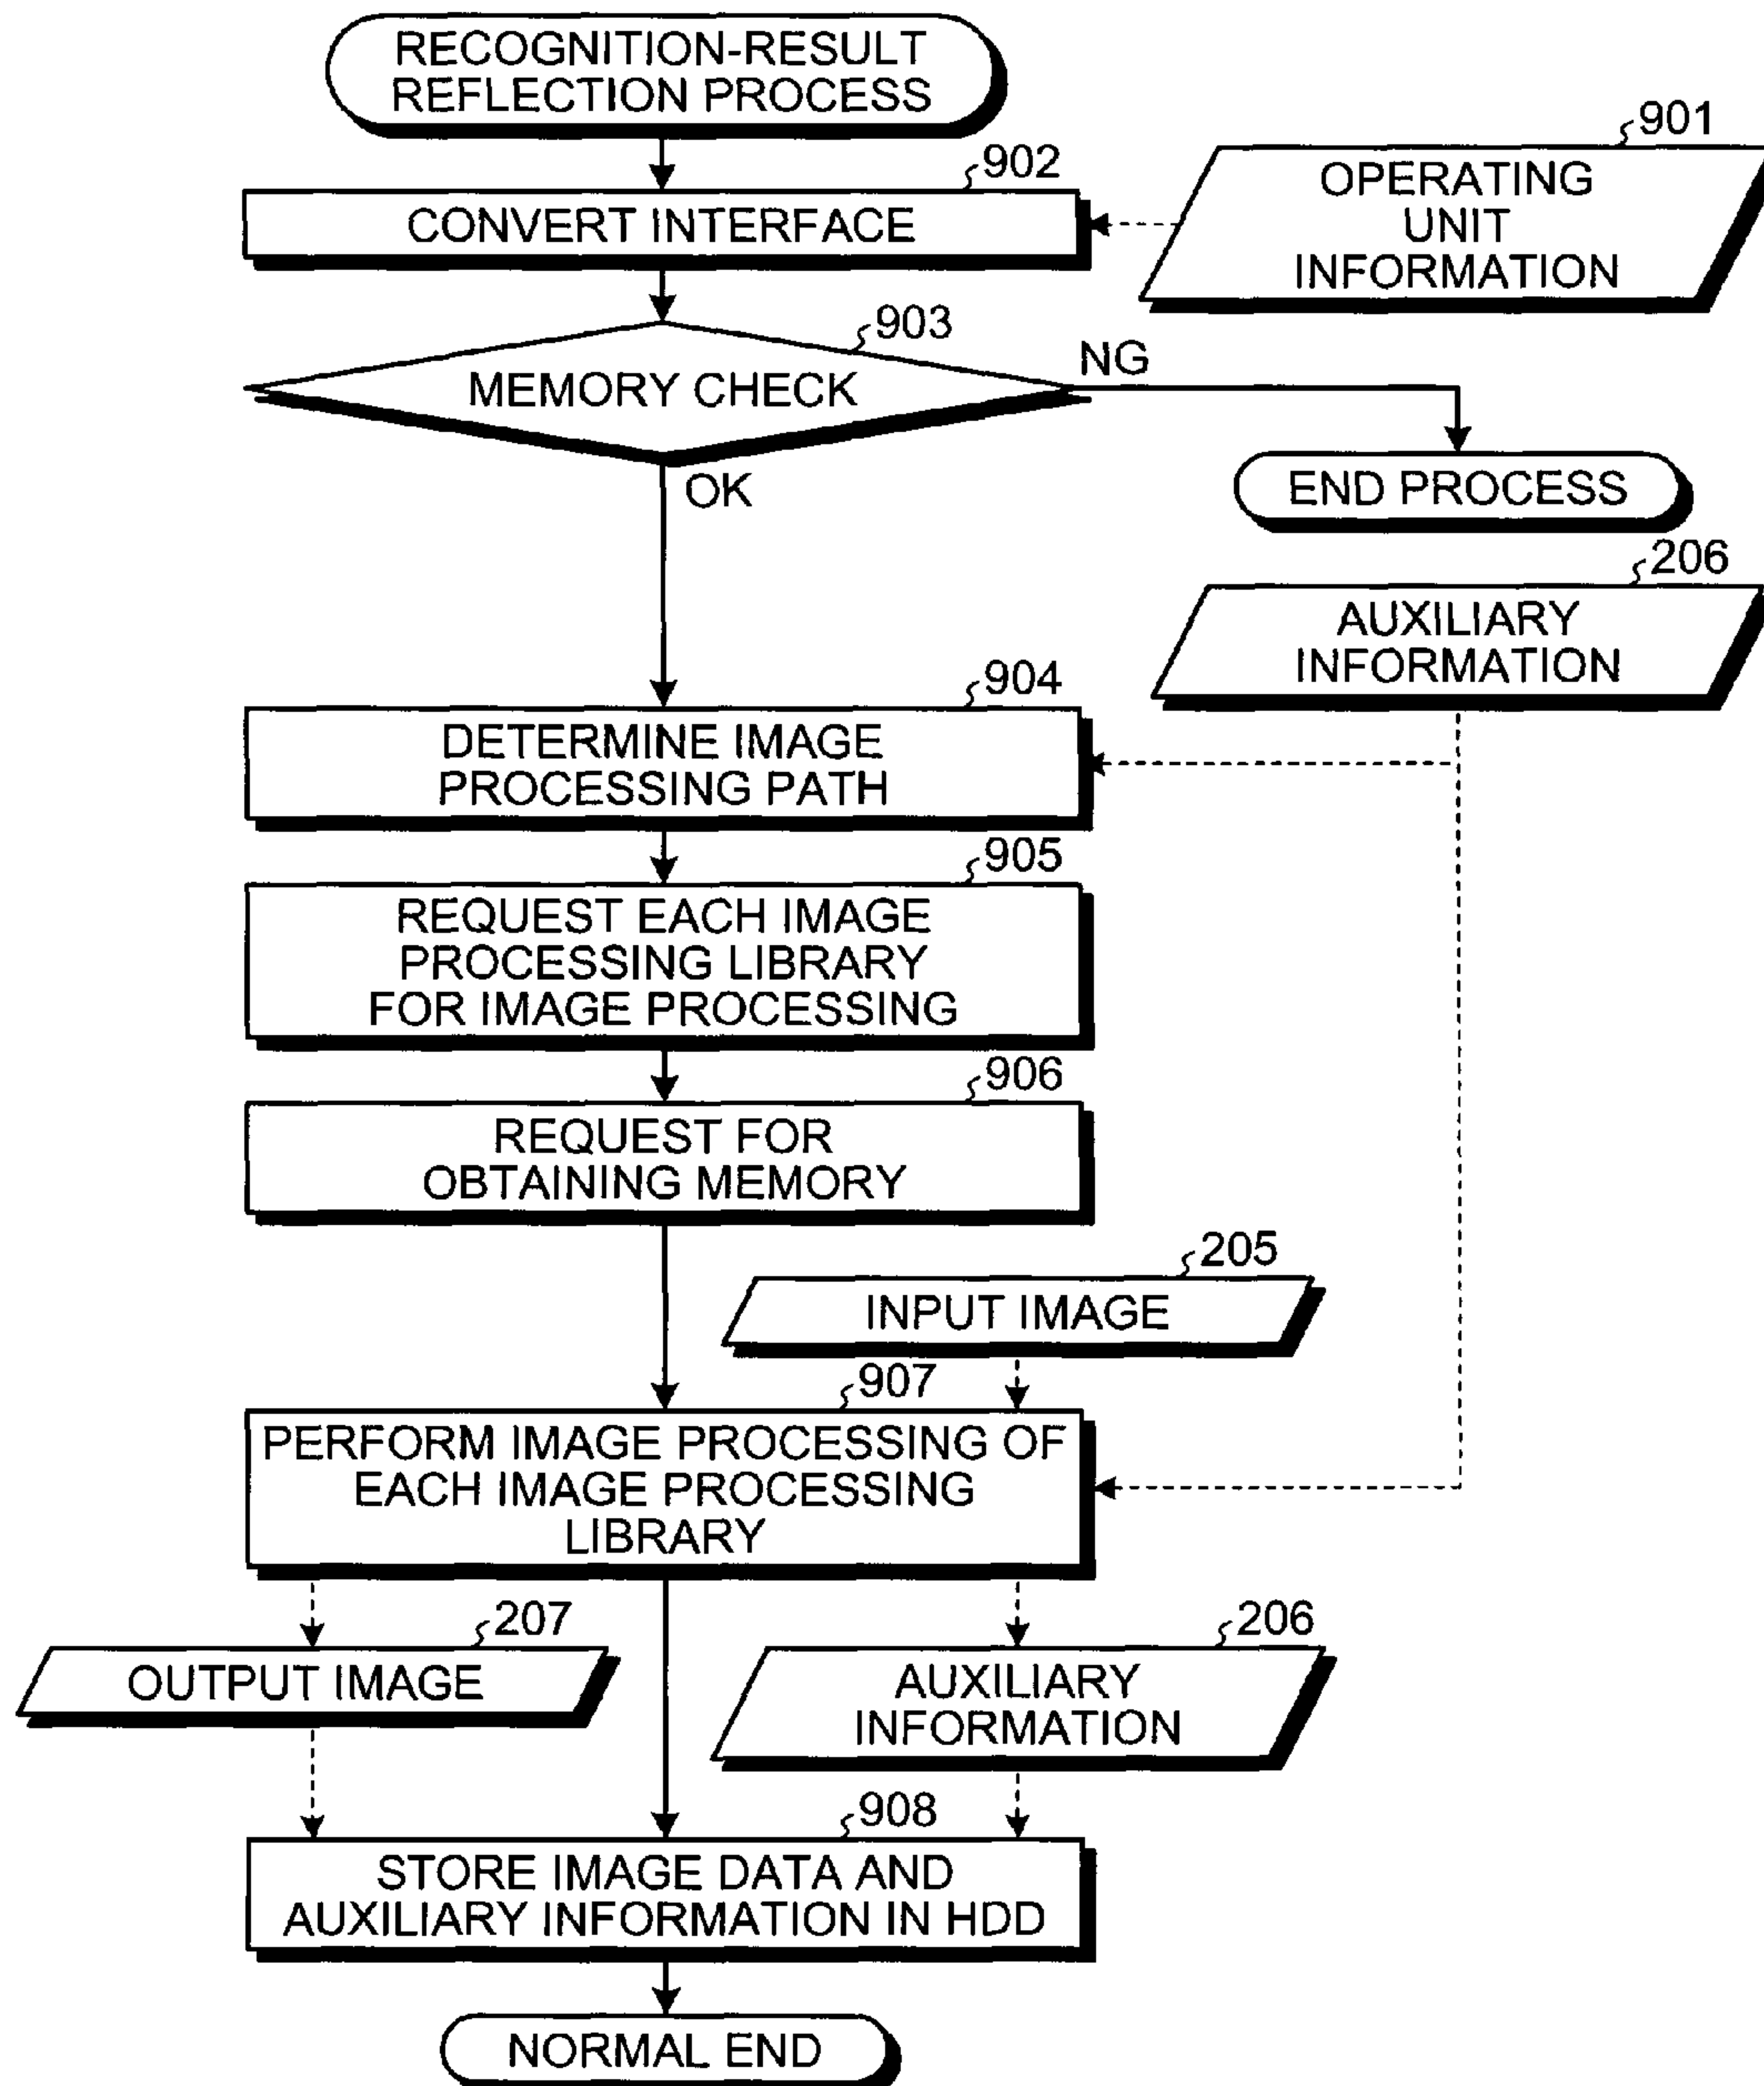 RECOGNITION-RESULT
REFLECTION PROCESS
901
OPERATING
UNIT
INFORMATION
902
CONVERT INTERFACE
903
MEMORY CHECK
NG
OK
END PROCESS
206
AUXILIARY
INFORMATION
904
DETERMINE IMAGE
PROCESSING PATH
905
REQUEST EACH IMAGE
PROCESSING LIBRARY
FOR IMAGE PROCESSING
906
REQUEST FOR
OBTAINING MEMORY
205
INPUT IMAGE
907
PERFORM IMAGE PROCESSING OF
EACH IMAGE PROCESSING
LIBRARY
207
OUTPUT IMAGE
206
AUXILIARY
INFORMATION
908
STORE IMAGE DATA AND
AUXILIARY INFORMATION IN HDD
NORMAL END